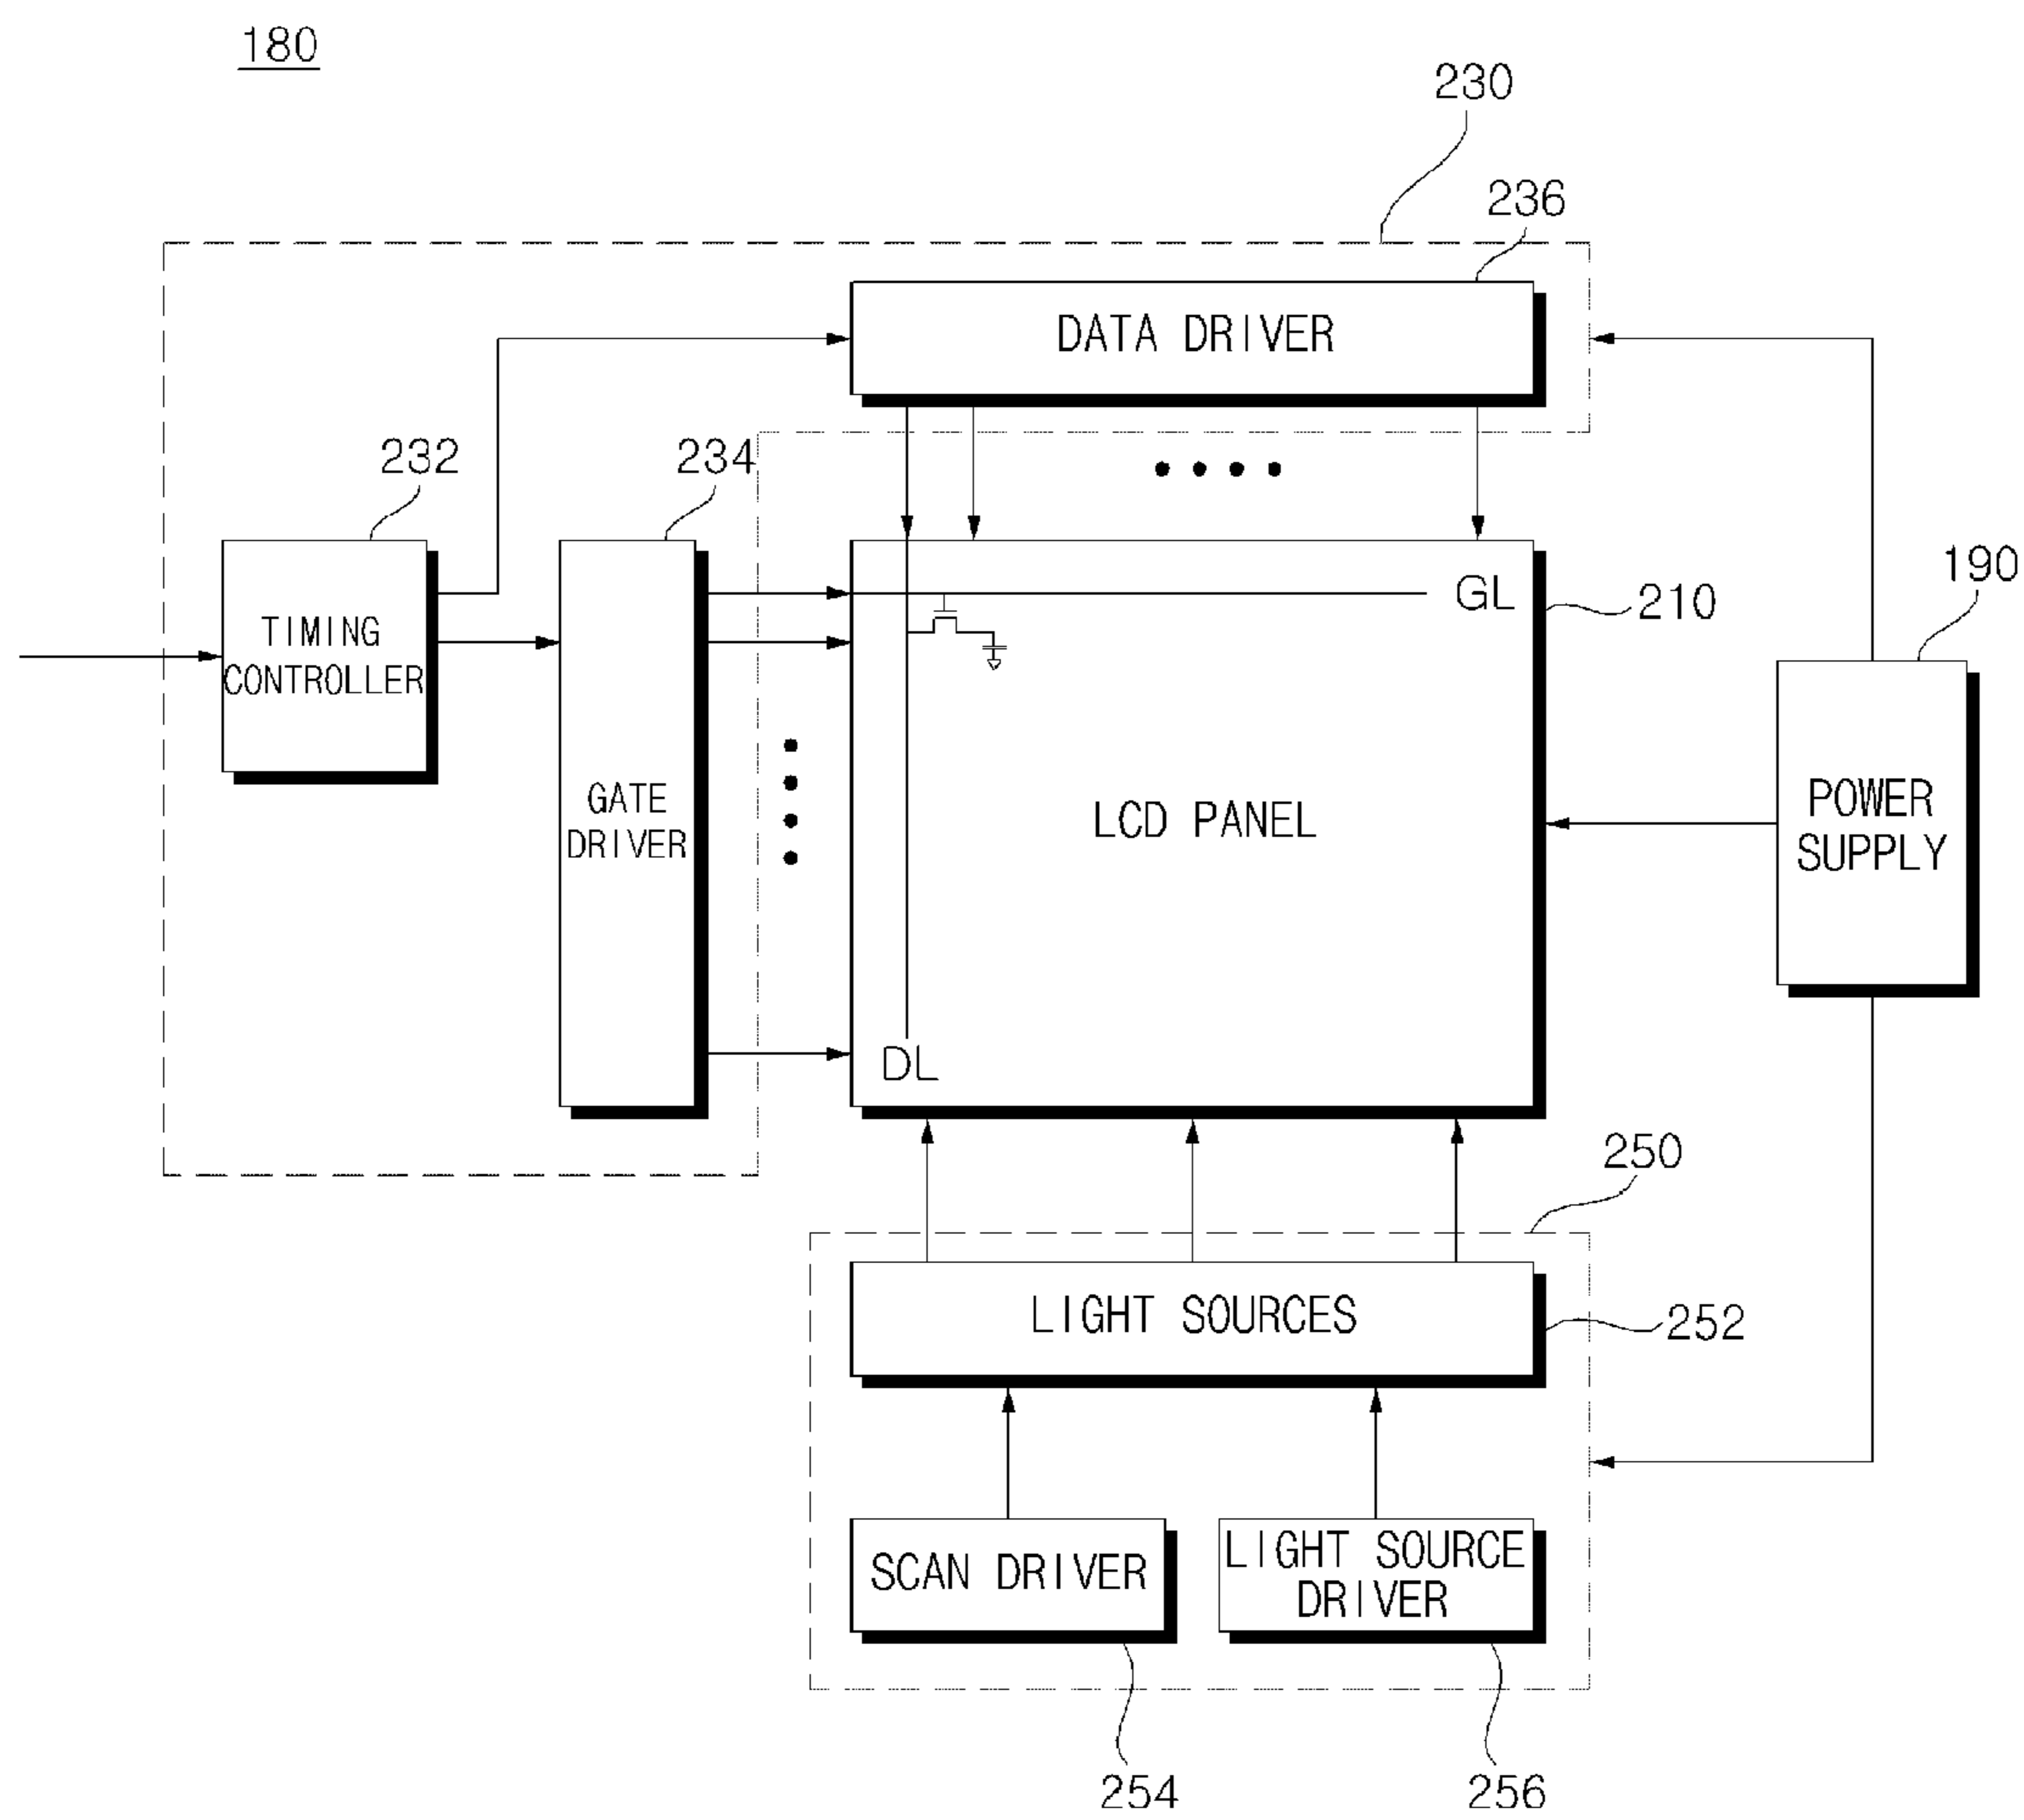 180
230
236
DATA DRIVER
232
234
190
GL
210
TIMING
CONTROLLER
GATE
DRIVER
LCD PANEL
POWER
SUPPLY
DL
250
LIGHT SOURCES
252
SCAN DRIVER
LIGHT SOURCE
DRIVER
254
256